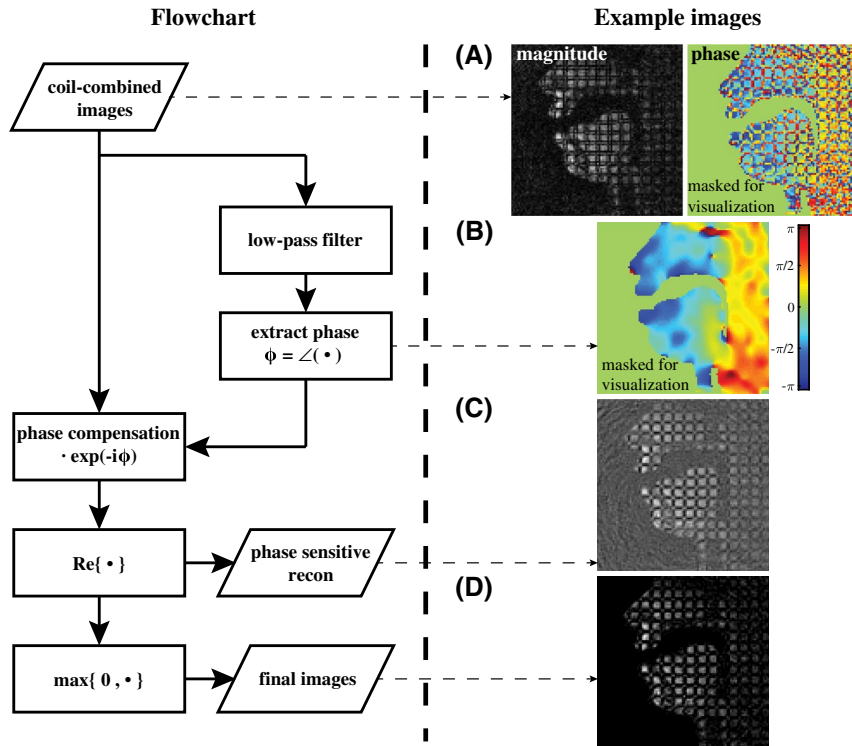 Flowchart
Example images
coil-combined
images
low-pass filter
extract phase
ϕ = ∠( • )
phase compensation
· exp(-iϕ)
Re{ • }
phase sensitive
recon
max{ 0 , • }
final images
(A)
magnitude
phase
masked for
visualization
(B)
masked for
visualization
π
π/2
0
-π/2
-π
(C)
(D)